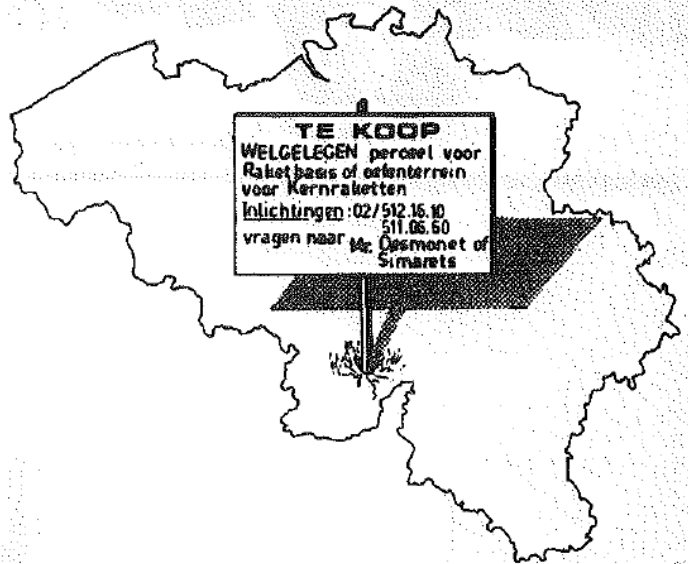 TE KOOP
WELGELEGEN perceel voor
Raketbasis of oefenterrein
voor Kernraketten
Inlichtingen: 02/512.16.10
511.06.60
vragen naar Mr. Desmonet of
Simarets